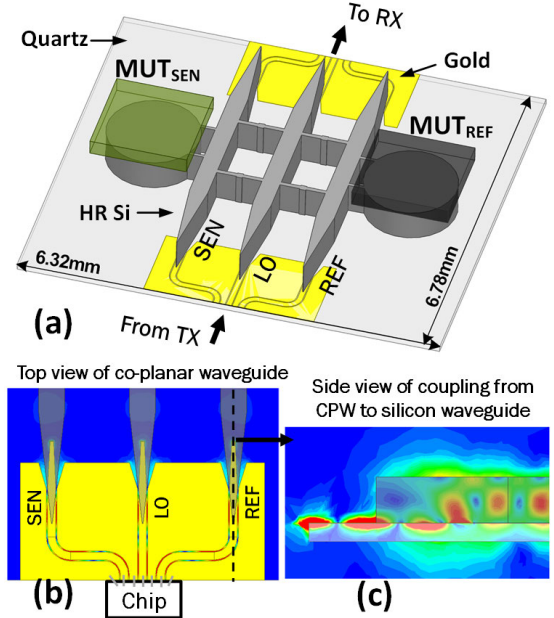 To RX
Quartz
Gold
MUTSEN
MUTREF
HR Si
SEN
LO
REF
6.32mm
6.78mm
(a)
From TX
Top view of co-planar waveguide
Side view of coupling from
CPW to silicon waveguide
SEN
LO
REF
(b)
Chip
(c)